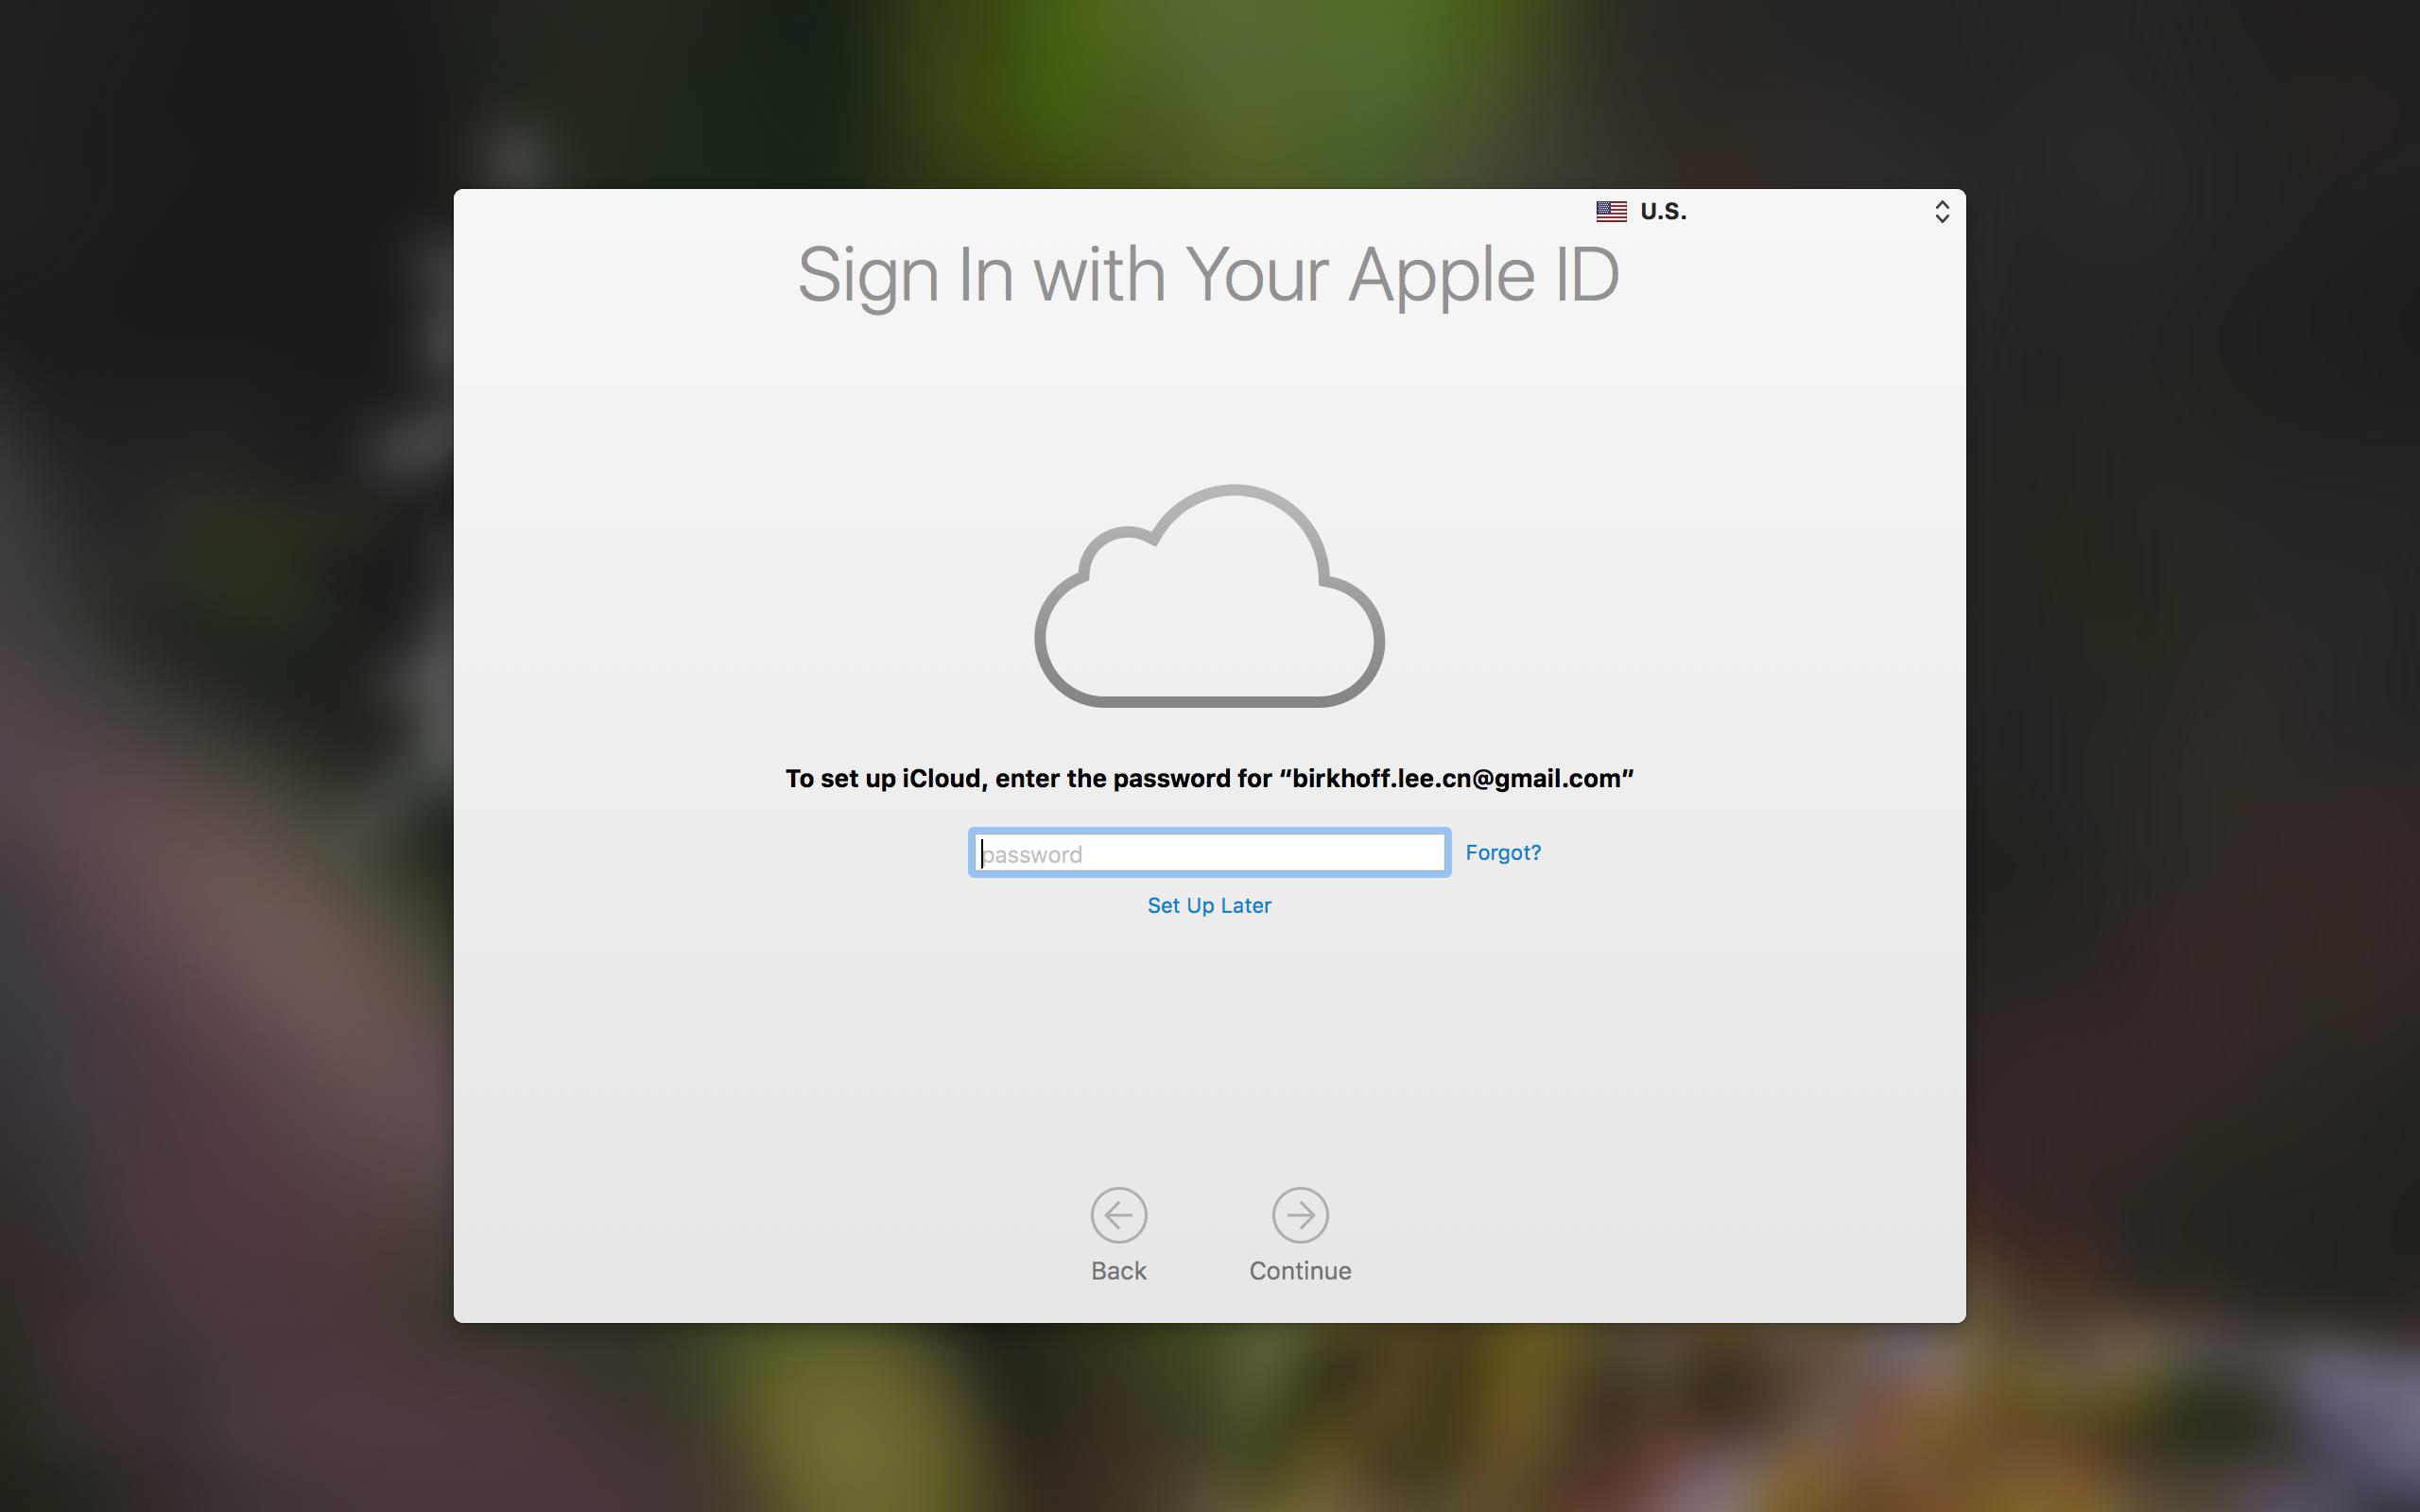 U.S.
Sign In with Your Apple ID
To set up iCloud, enter the password for “birkhoff.lee.cn@gmail.com”
password Forgot?
Set Up Later
Back Continue